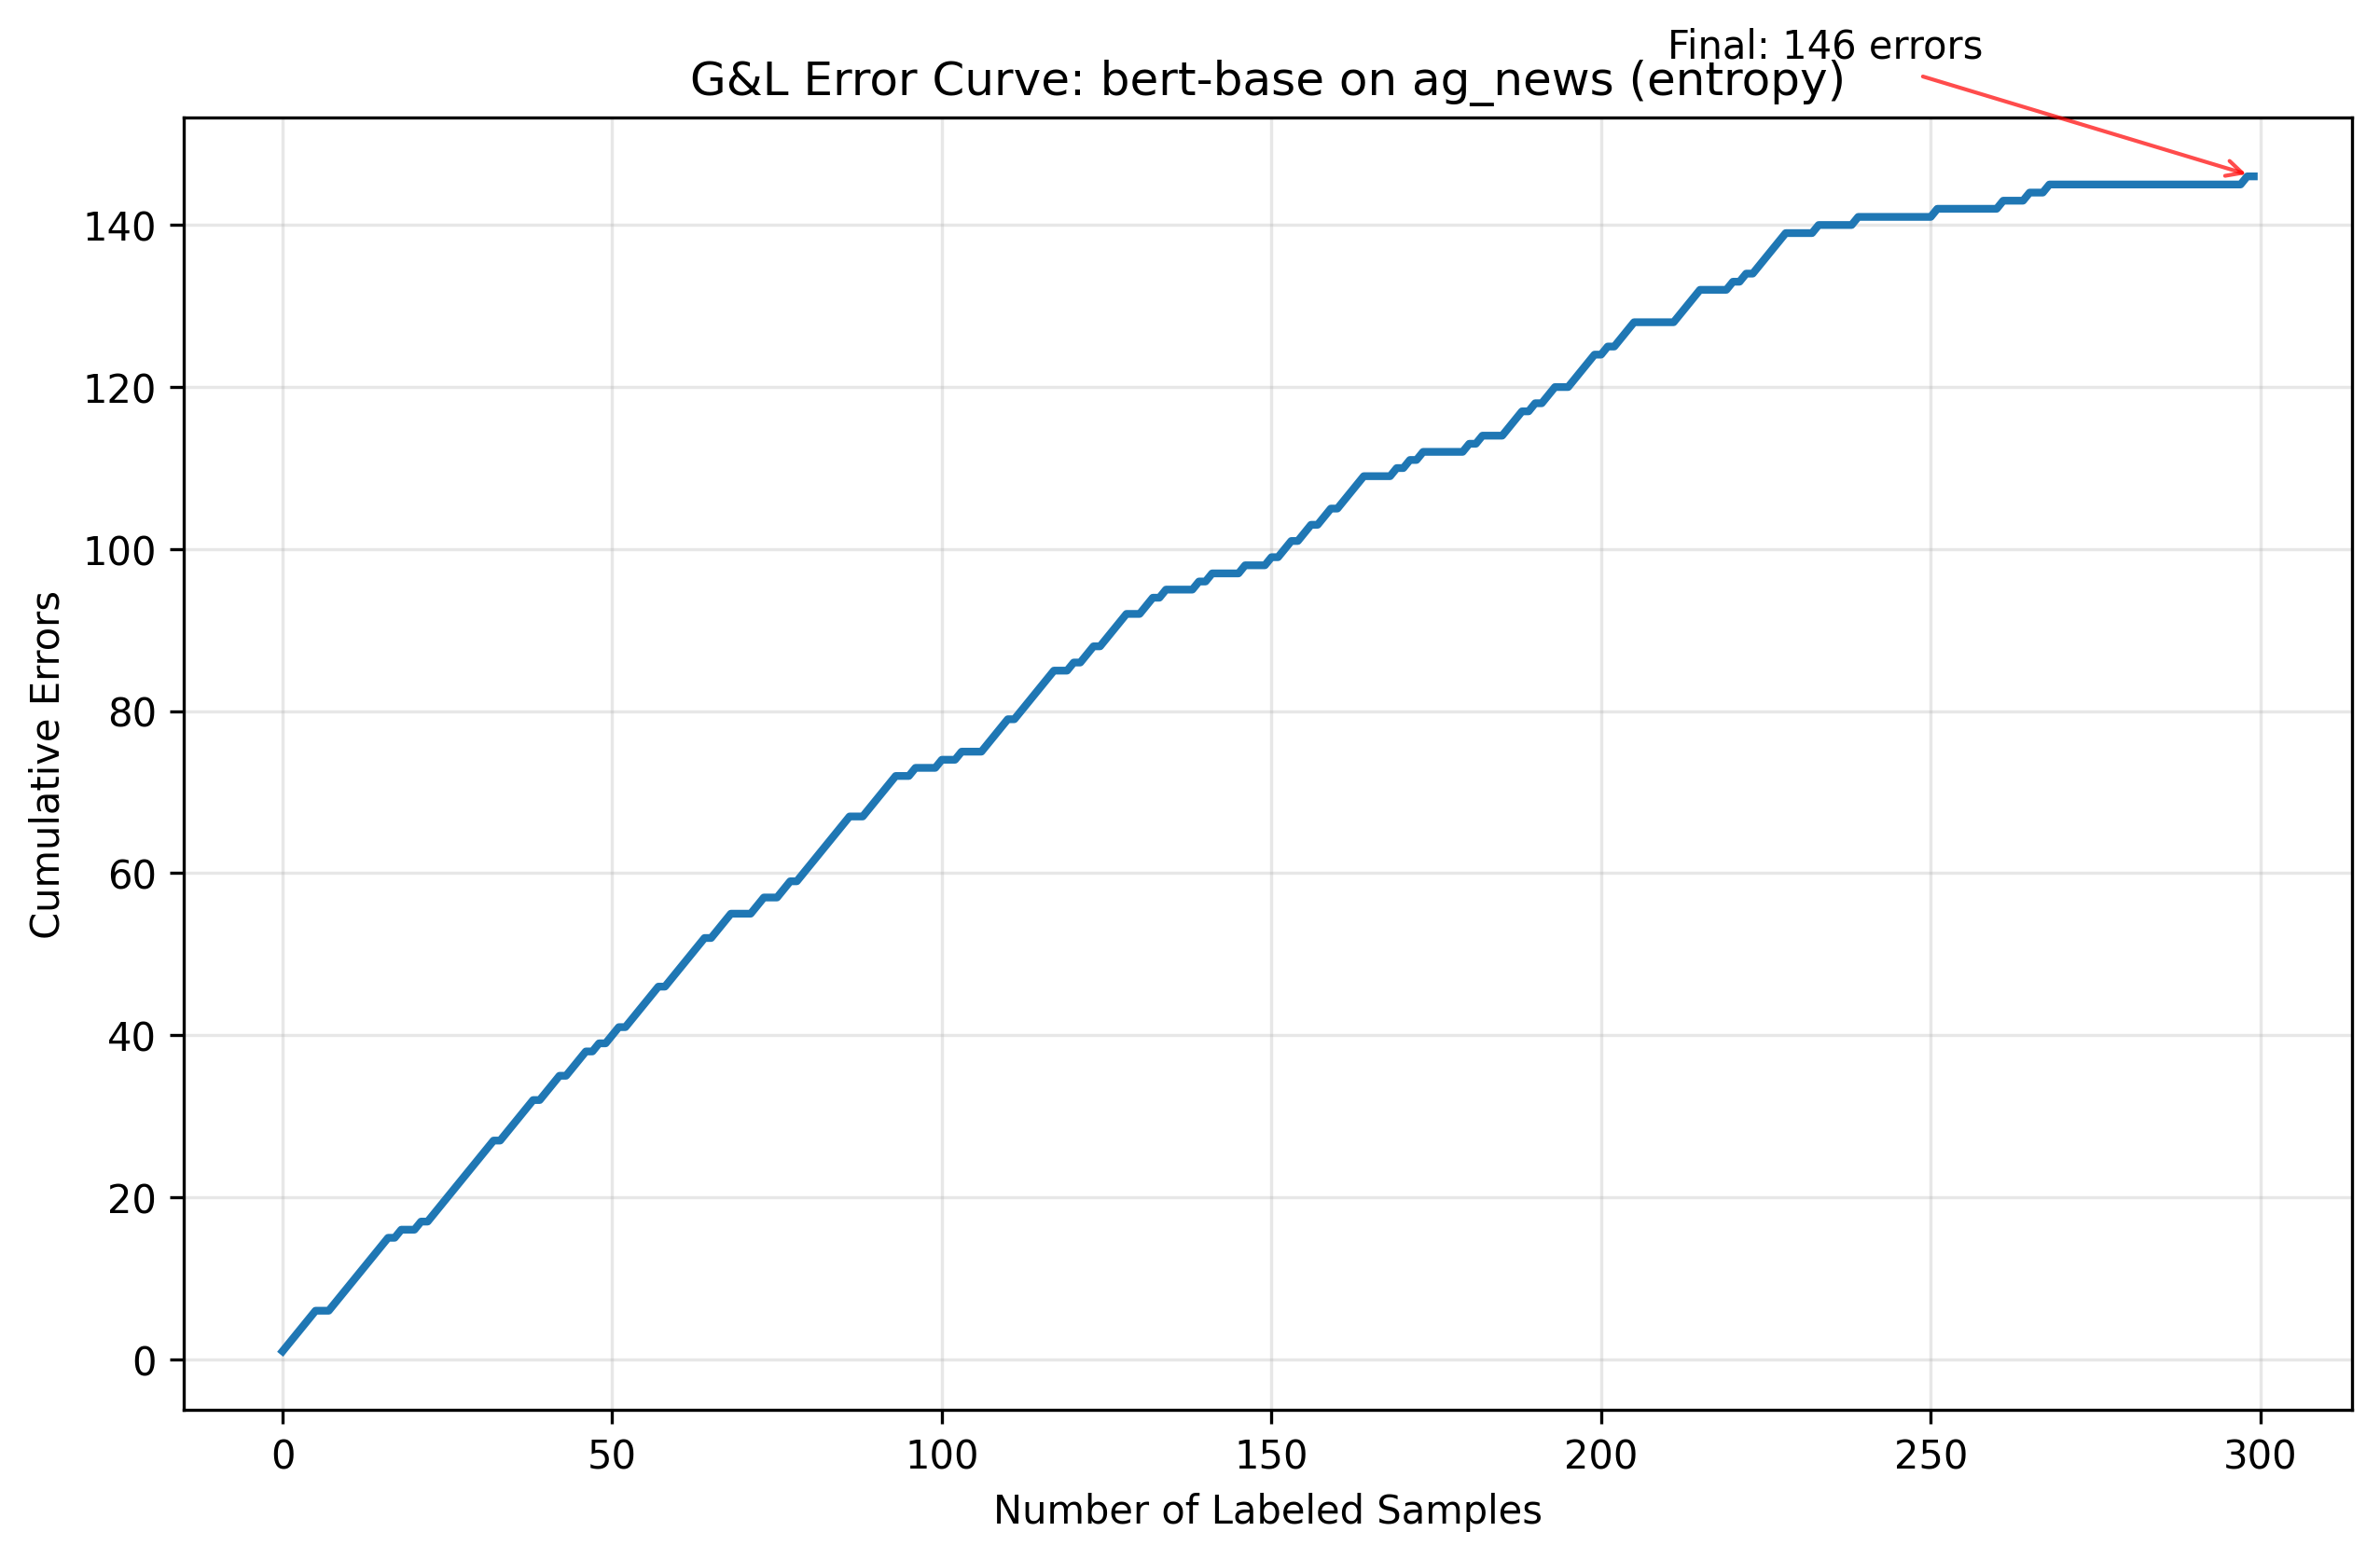 Final: 146 errors
G&L Error Curve: bert-base on ag_news (entropy)
140
120
100
80
60
40
20
0
Cumulative Errors
0 50 100 150 200 250 300
Number of Labeled Samples